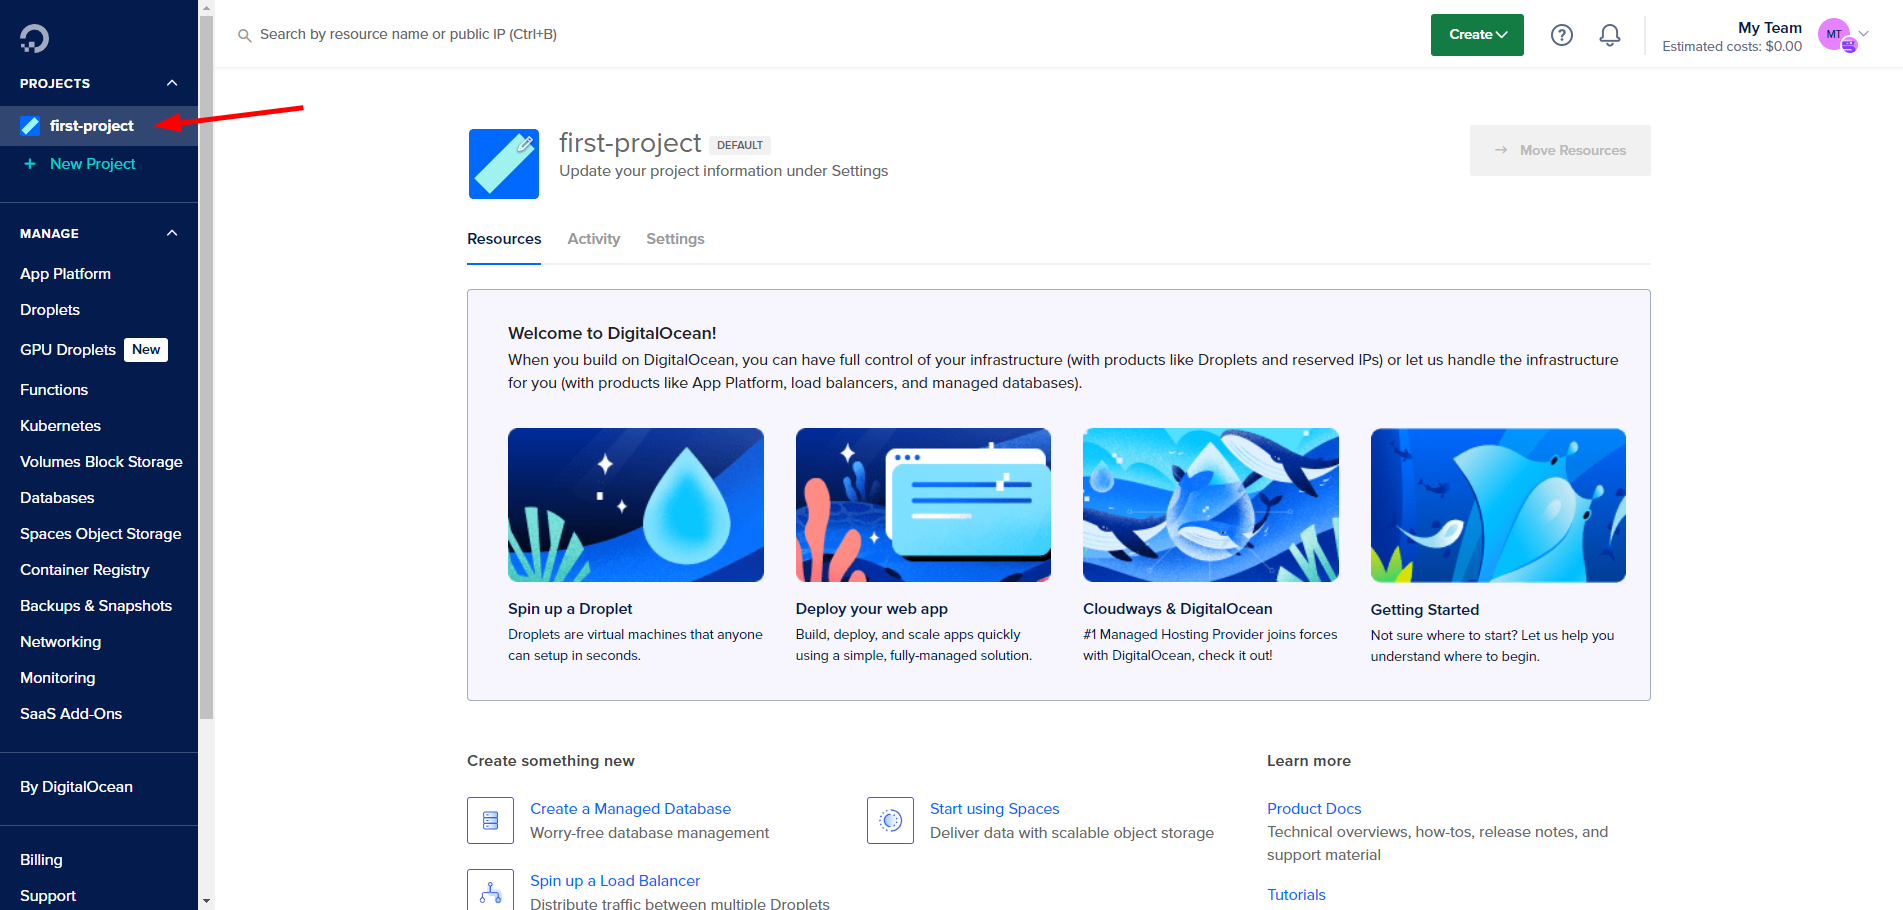 Search by resource name or public IP (Ctrl+B)
Create
My Team
Estimated costs: $0.00
MT
PROJECTS
first-project
+ New Project
MANAGE
App Platform
Droplets
GPU Droplets New
Functions
Kubernetes
Volumes Block Storage
Databases
Spaces Object Storage
Container Registry
Backups & Snapshots
Networking
Monitoring
SaaS Add-Ons
By DigitalOcean
Billing
Support
first-project DEFAULT
Update your project information under Settings
→ Move Resources
Resources Activity Settings
Welcome to DigitalOcean!
When you build on DigitalOcean, you can have full control of your infrastructure (with products like Droplets and reserved IPs) or let us handle the infrastructure
for you (with products like App Platform, load balancers, and managed databases).
Spin up a Droplet
Droplets are virtual machines that anyone
can setup in seconds.
Deploy your web app
Build, deploy, and scale apps quickly
using a simple, fully-managed solution.
Cloudways & DigitalOcean
#1 Managed Hosting Provider joins forces
with DigitalOcean, check it out!
Getting Started
Not sure where to start? Let us help you
understand where to begin.
Create something new
Create a Managed Database
Worry-free database management
Start using Spaces
Deliver data with scalable object storage
Spin up a Load Balancer
Distribute traffic between multiple Droplets
Learn more
Product Docs
Technical overviews, how-tos, release notes, and
support material
Tutorials